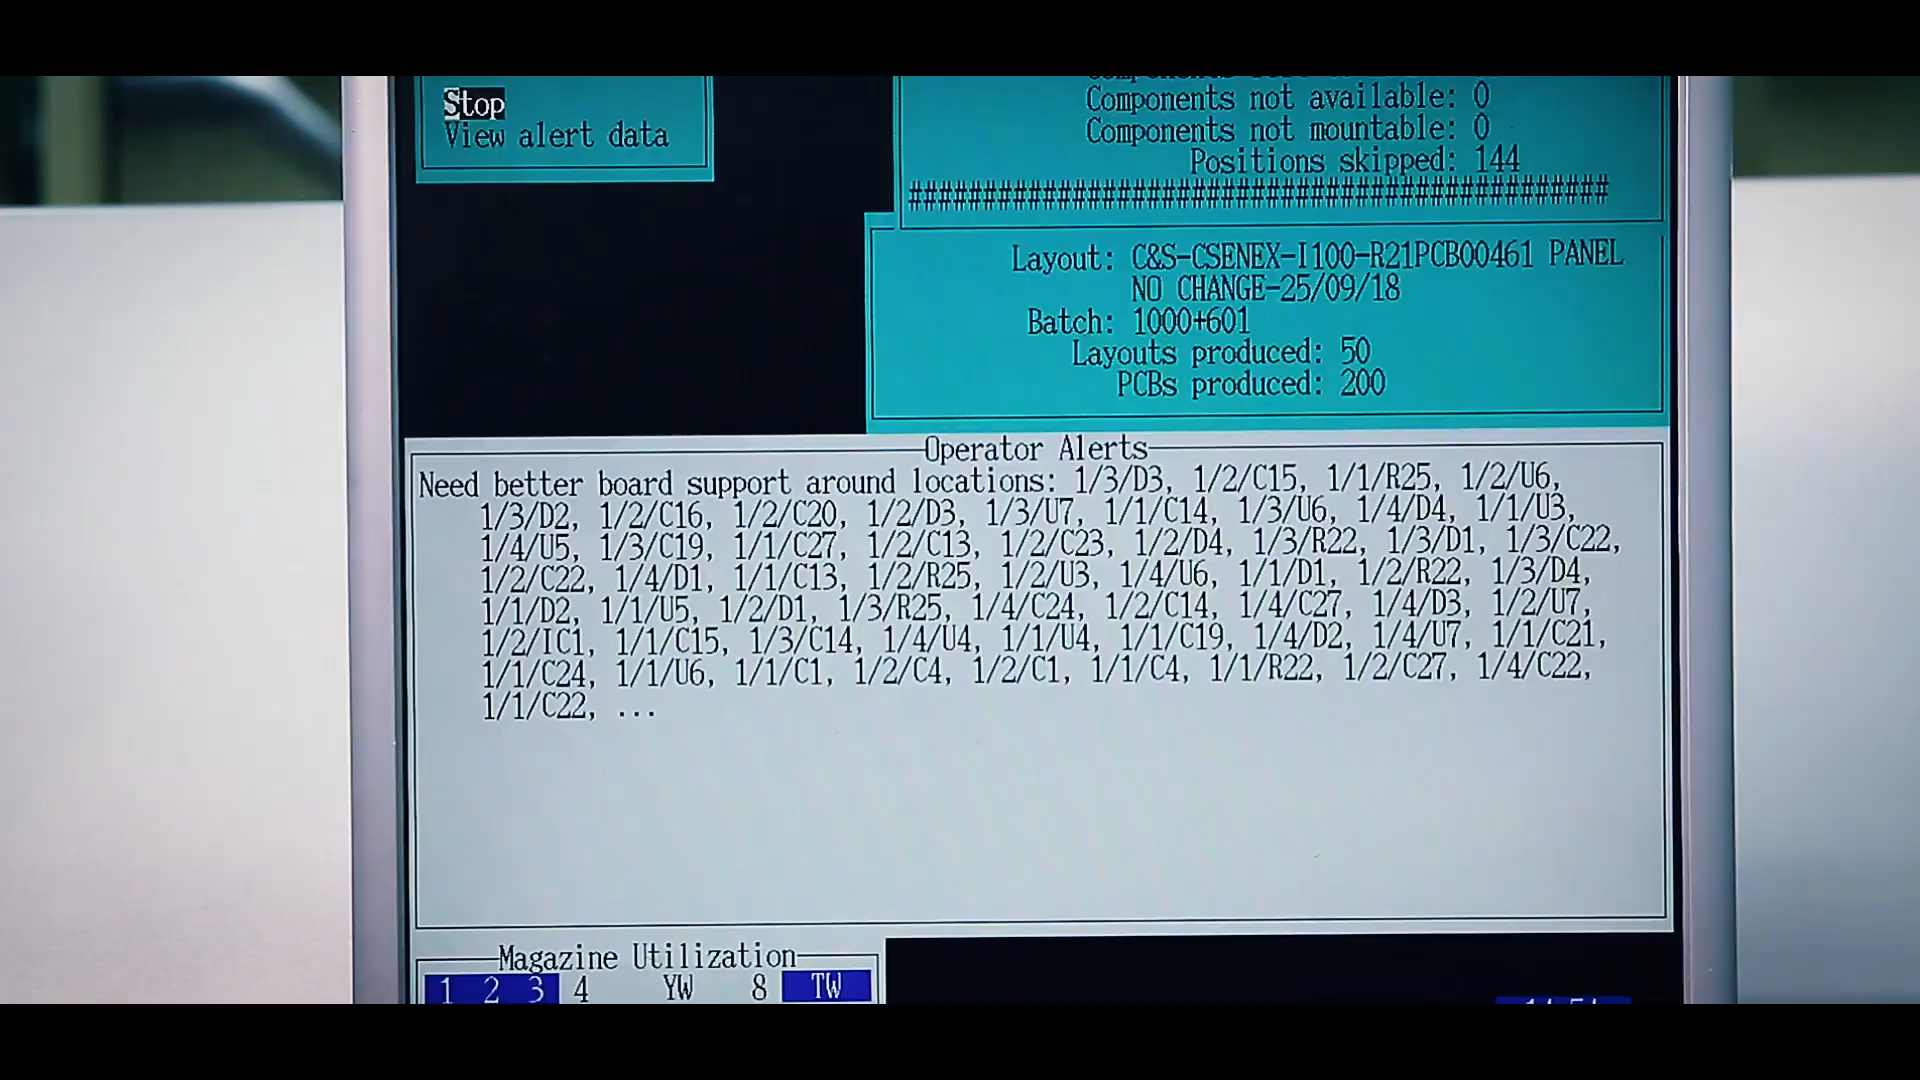 Stop
View alert data
Components not available: 0
Components not mountable: 0
Positions skipped: 144
###############################################
Layout: C&S-CSENEX-I100-R21PCB00461 PANEL
NO CHANGE-25/09/18
Batch: 1000+601
Layouts produced: 50
PCBs produced: 200
Operator Alerts
Need better board support around locations: 1/3/D3, 1/2/C15, 1/1/R25, 1/2/U6,
1/3/D2, 1/2/C16, 1/2/C20, 1/2/D3, 1/3/U7, 1/1/C14, 1/3/U6, 1/4/D4, 1/1/U3,
1/4/U5, 1/3/C19, 1/1/C27, 1/2/C13, 1/2/C23, 1/2/D4, 1/3/R22, 1/3/D1, 1/3/C22,
1/2/C22, 1/4/D1, 1/1/C13, 1/2/R25, 1/2/U3, 1/4/U6, 1/1/D1, 1/2/R22, 1/3/D4,
1/1/D2, 1/1/U5, 1/2/D1, 1/3/R25, 1/4/C24, 1/2/C14, 1/4/C27, 1/4/D3, 1/2/U7,
1/2/IC1, 1/1/C15, 1/3/C14, 1/4/U4, 1/1/U4, 1/1/C19, 1/4/D2, 1/4/U7, 1/1/C21,
1/1/C24, 1/1/U6, 1/1/C1, 1/2/C4, 1/2/C1, 1/1/C4, 1/1/R22, 1/2/C27, 1/4/C22,
1/1/C22, ...
Magazine Utilization
1 2 3 4 YW 8 TW